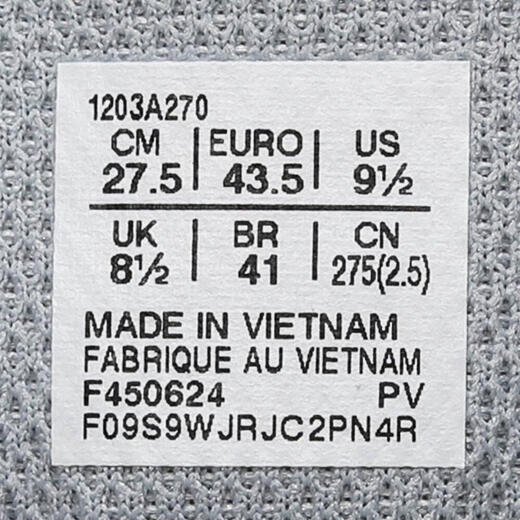 1203A270
CM EURO US
27.5 43.5 9½
UK BR CN
8½ 41 275(2.5)
MADE IN VIETNAM
FABRIQUE AU VIETNAM
F450624 PV
F09S9WJRJC2PN4R